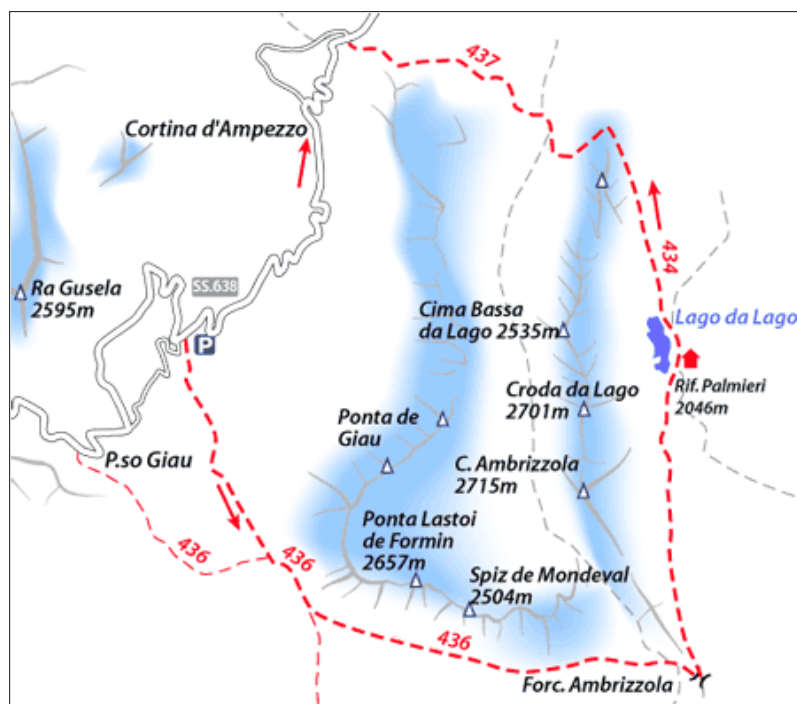 437
Cortina d'Ampezzo
434
Ra Gusela
2595m
SS.638
P
Cima Bassa
da Lago 2535m
Lago da Lago
Rif. Palmieri
2046m
Croda da Lago
2701m
Ponta de
Giau
P.so Giau
C. Ambrizzola
2715m
Ponta Lastoi
de Formin
2657m
Spiz de Mondeval
2504m
436
436
436
Forc. Ambrizzola